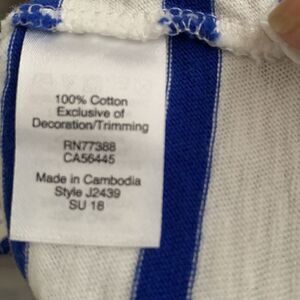 100% Cotton
Exclusive of
Decoration/Trimming
RN77388
CA56445
Made in Cambodia
Style J2439
SU 18